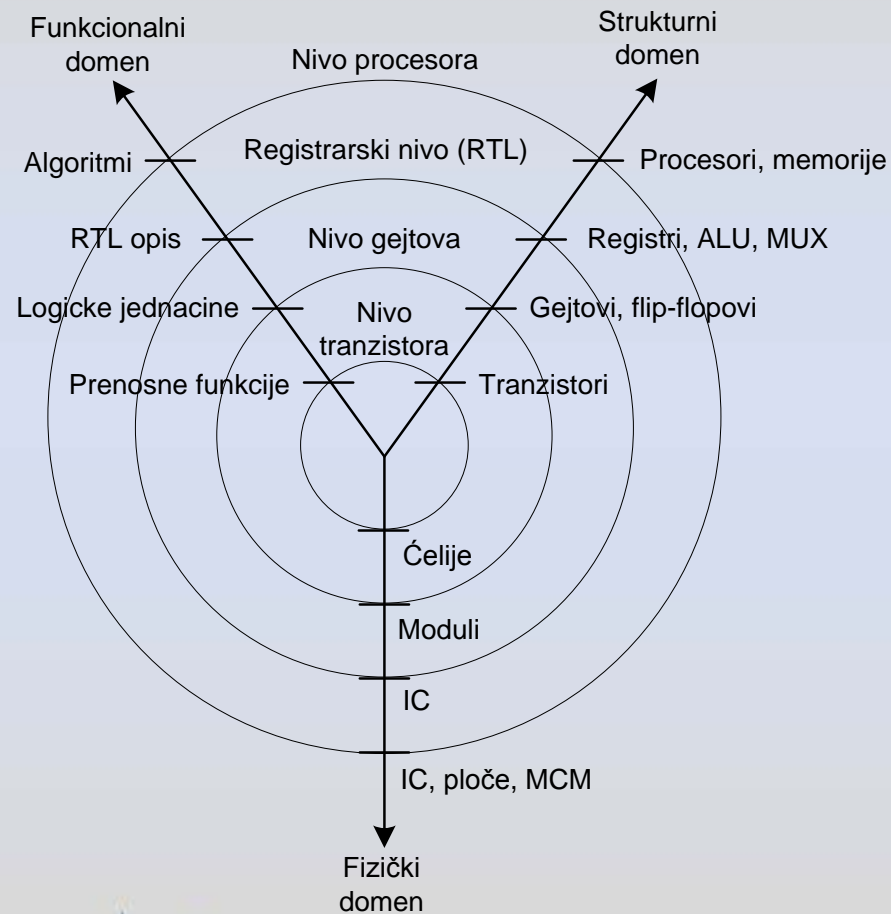 Funkcionalni
domen
Strukturni
domen
Nivo procesora
Algoritmi
Registrarski nivo (RTL)
Procesori, memorije
RTL opis
Nivo gejtova
Registri, ALU, MUX
Logicke jednacine
Nivo
tranzistora
Gejtovi, flip-flopovi
Prenosne funkcije
Tranzistori
Ćelije
Moduli
IC
IC, ploče, MCM
Fizički
domen